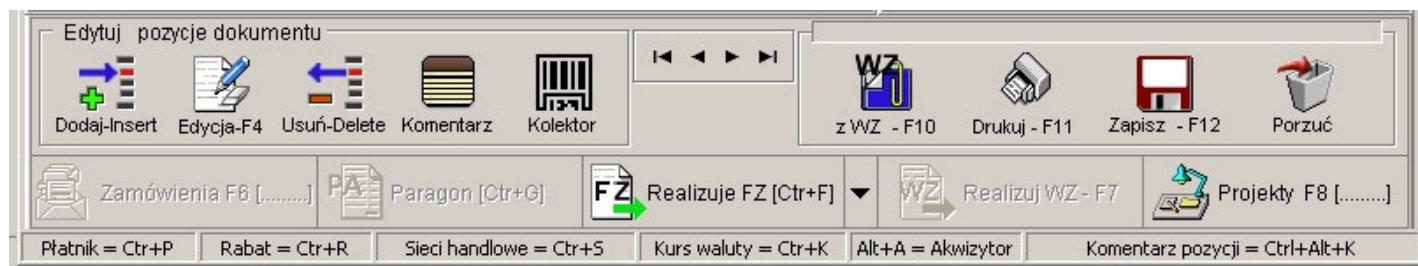 Edytuj pozycje dokumentu
WZ
Dodaj-Insert Edycja-F4 Usuń-Delete Komentarz Kolektor z WZ - F10 Drukuj - F11 Zapisz - F12 Porzuć
Zamówienia F6 [.........] PA Paragon [Ctr+G] FZ Realizuje FZ [Ctr+F] WZ Realizuj WZ - F7 Projekty F8 [.........]
Płatnik = Ctr+P Rabat = Ctr+R Sieci handlowe = Ctr+S Kurs waluty = Ctr+K Alt+A = Akwizytor Komentarz pozycji = Ctrl+Alt+K